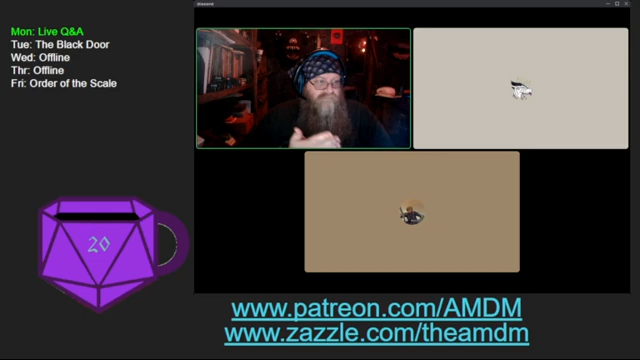 Mon: Live Q&A
Tue: The Black Door
Wed: Offline
Thr: Offline
Fri: Order of the Scale
20
www.patreon.com/AMDM
www.zazzle.com/theamdm